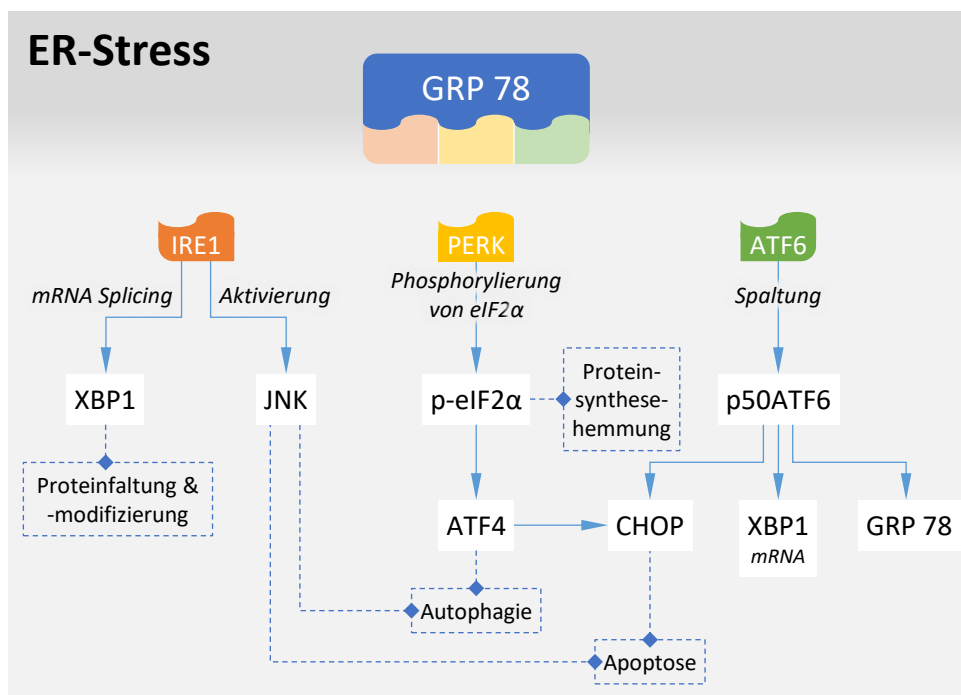 ER-Stress
GRP 78
IRE1
PERK
ATF6
mRNA Splicing
Aktivierung
Phosphorylierung
von eIF2α
Spaltung
XBP1
JNK
p-eIF2α
Protein-
synthese-
hemmung
p50ATF6
Proteinfaltung &
-modifizierung
ATF4
CHOP
XBP1
mRNA
GRP 78
Autophagie
Apoptose